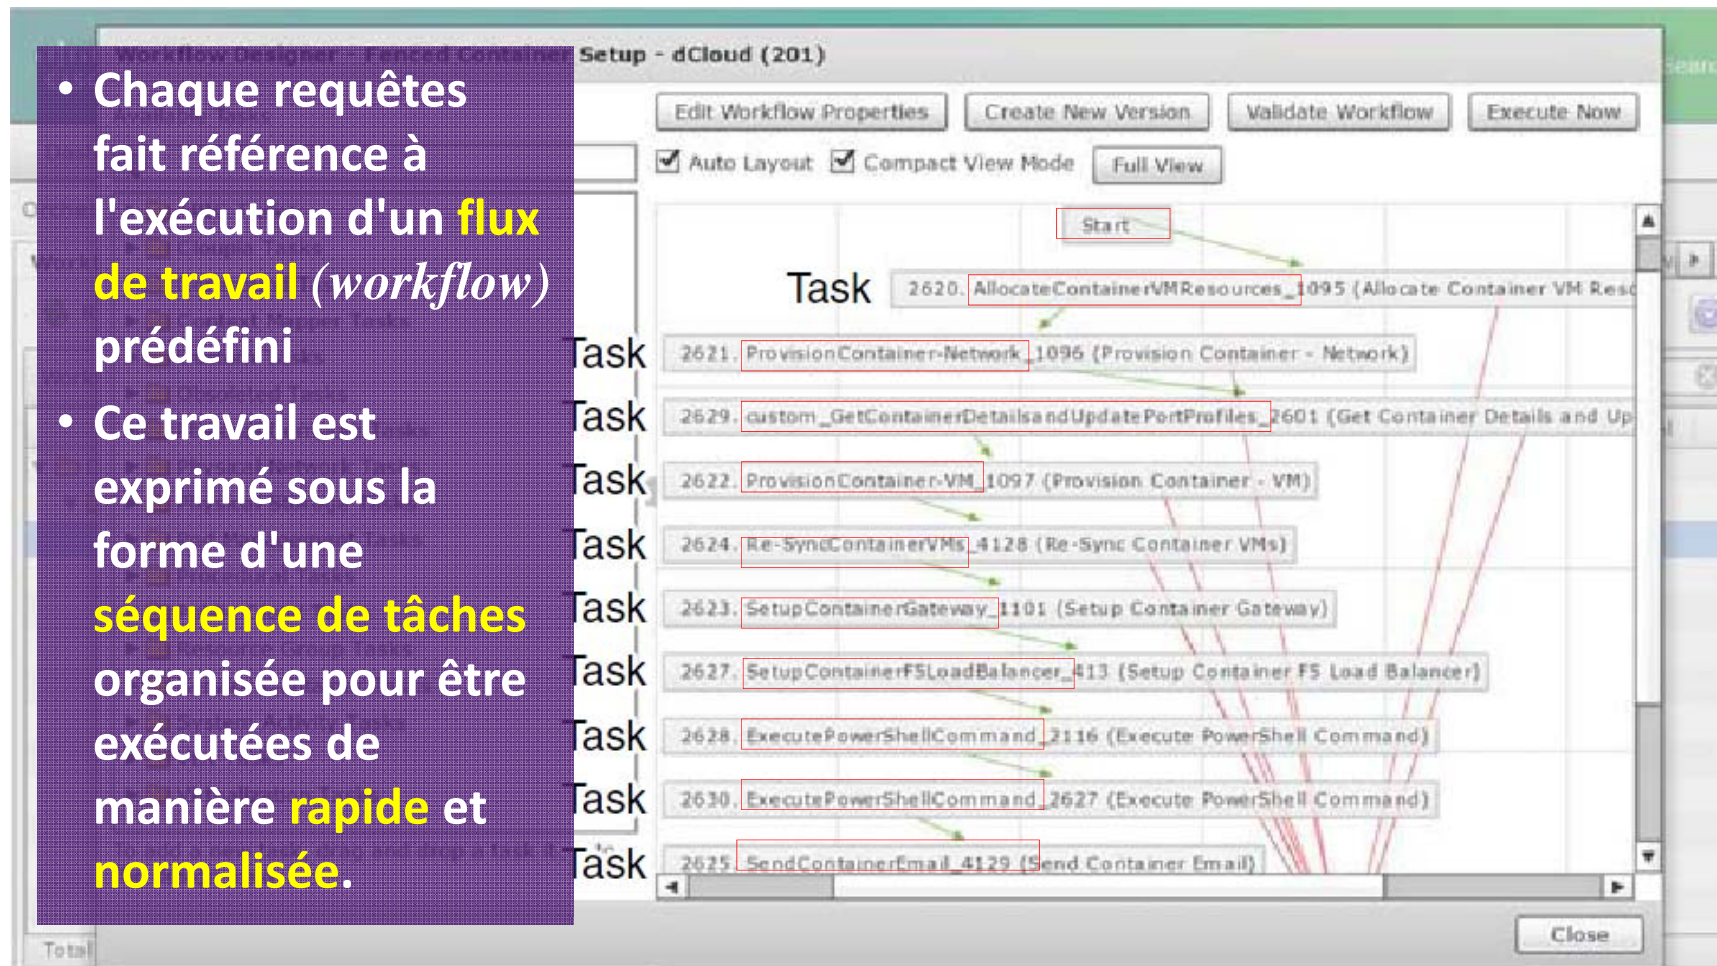 Workflow Designer - Fenced Container Setup - dCloud (201)
Search
• Chaque requêtes
fait référence à
l'exécution d'un flux
de travail (workflow)
prédéfini
• Ce travail est
exprimé sous la
forme d'une
séquence de tâches
organisée pour être
exécutées de
manière rapide et
normalisée.
Edit Workflow Properties
Create New Version
Validate Workflow
Execute Now
Auto Layout
Compact View Mode
Full View
Start
Task 2620. AllocateContainerVMResources_1095 (Allocate Container VM Reso
Task 2621. ProvisionContainer-Network_1096 (Provision Container - Network)
Task 2629. custom_GetContainerDetailsandUpdatePortProfiles_2601 (Get Container Details and Up
Task 2622. ProvisionContainer-VM_1097 (Provision Container - VM)
Task 2624. Re-SyncContainerVMs_4128 (Re-Sync Container VMs)
Task 2623. SetupContainerGateway_1101 (Setup Container Gateway)
Task 2627. SetupContainerF5LoadBalancer_413 (Setup Container F5 Load Balancer)
Task 2628. ExecutePowerShellCommand_2116 (Execute PowerShell Command)
Task 2630. ExecutePowerShellCommand_2627 (Execute PowerShell Command)
Task 2625. SendContainerEmail_4129 (Send Container Email)
Close
Total